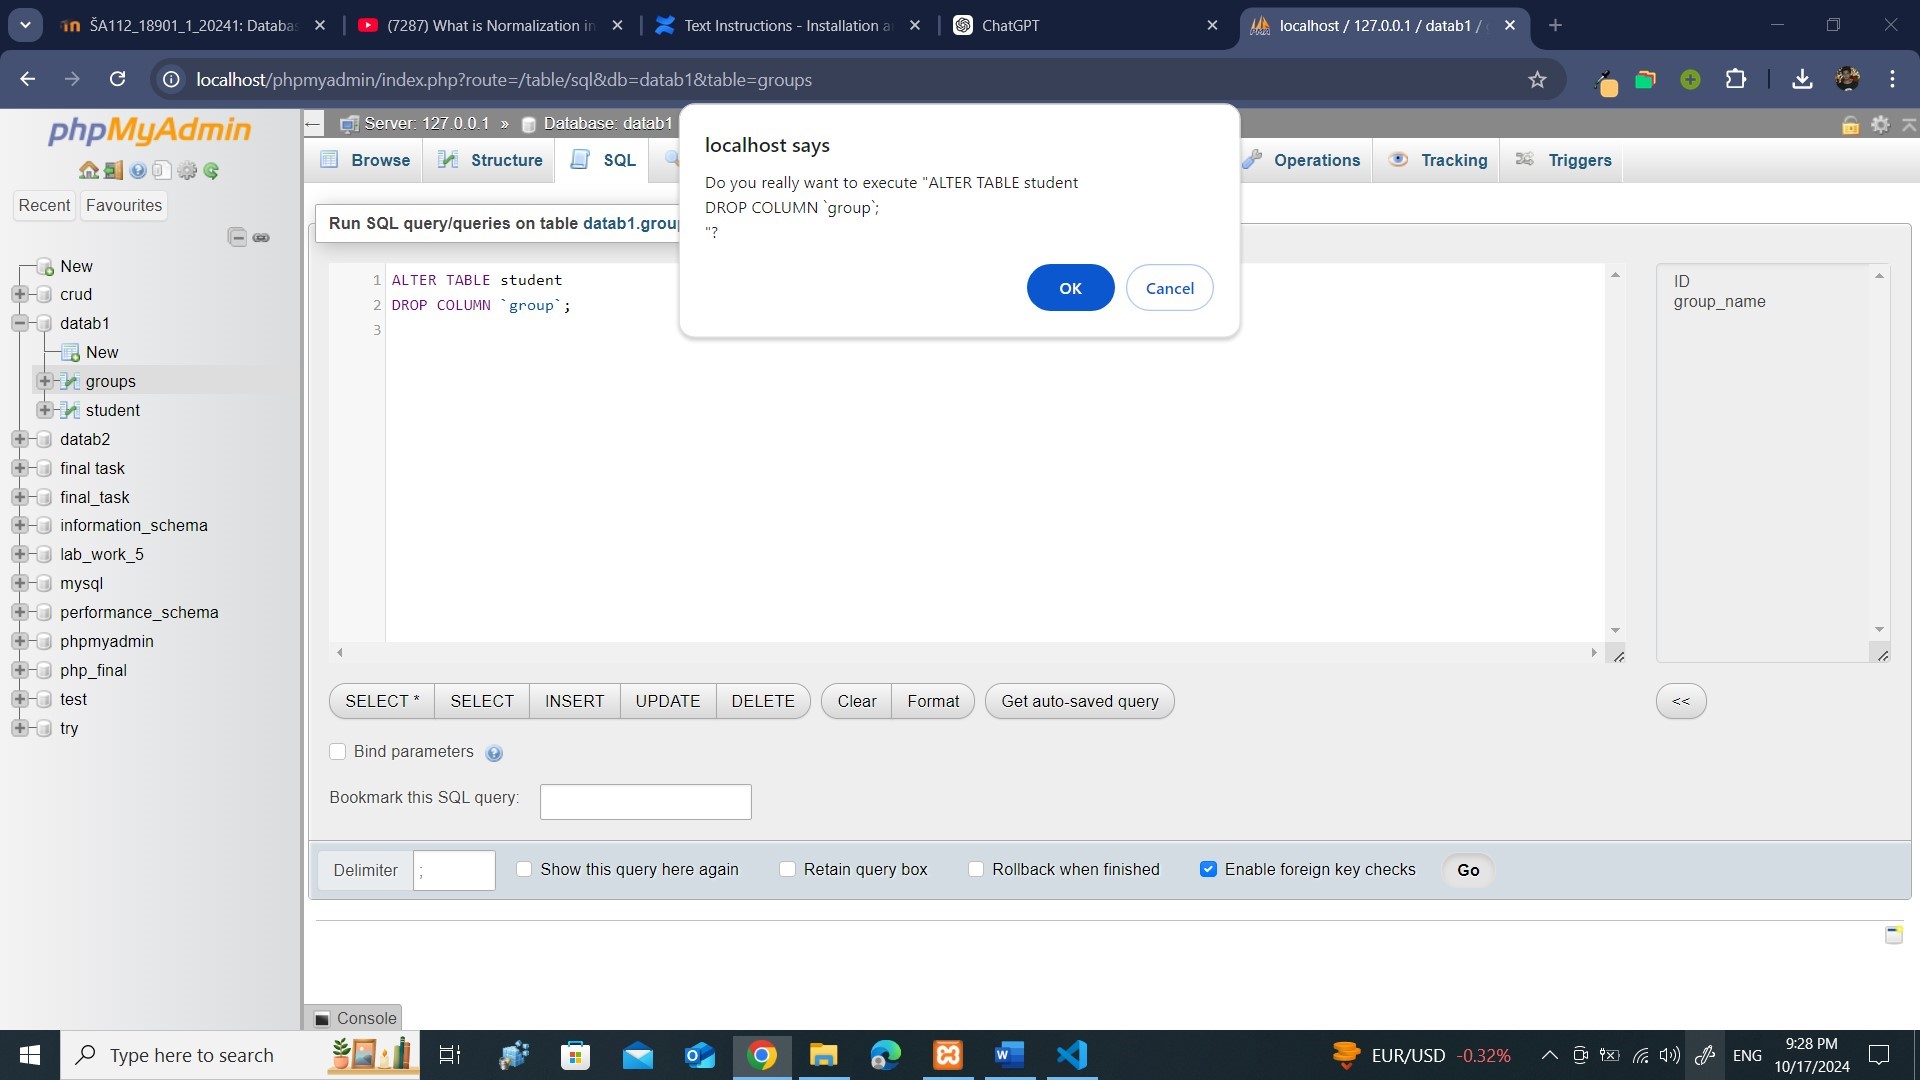 ŠA112_18901_1_20241: Databas
(7287) What is Normalization in
Text Instructions - Installation a
ChatGPT
localhost / 127.0.0.1 / datab1 /
localhost/phpmyadmin/index.php?route=/table/sql&db=datab1&table=groups
phpMyAdmin
Recent
Favourites
New
crud
datab1
New
groups
student
datab2
final task
final_task
information_schema
lab_work_5
mysql
performance_schema
phpmyadmin
php_final
test
try
Server: 127.0.0.1 » Database: datab1
Browse
Structure
SQL
Operations
Tracking
Triggers
localhost says
Do you really want to execute "ALTER TABLE student
DROP COLUMN `group`;
"?
OK
Cancel
Run SQL query/queries on table datab1.grou
1 ALTER TABLE student
2 DROP COLUMN `group`;
3
ID
group_name
SELECT *
SELECT
INSERT
UPDATE
DELETE
Clear
Format
Get auto-saved query
<<
Bind parameters
Bookmark this SQL query:
Delimiter
;
Show this query here again
Retain query box
Rollback when finished
Enable foreign key checks
Go
Console
Type here to search
EUR/USD -0.32%
ENG
9:28 PM
10/17/2024